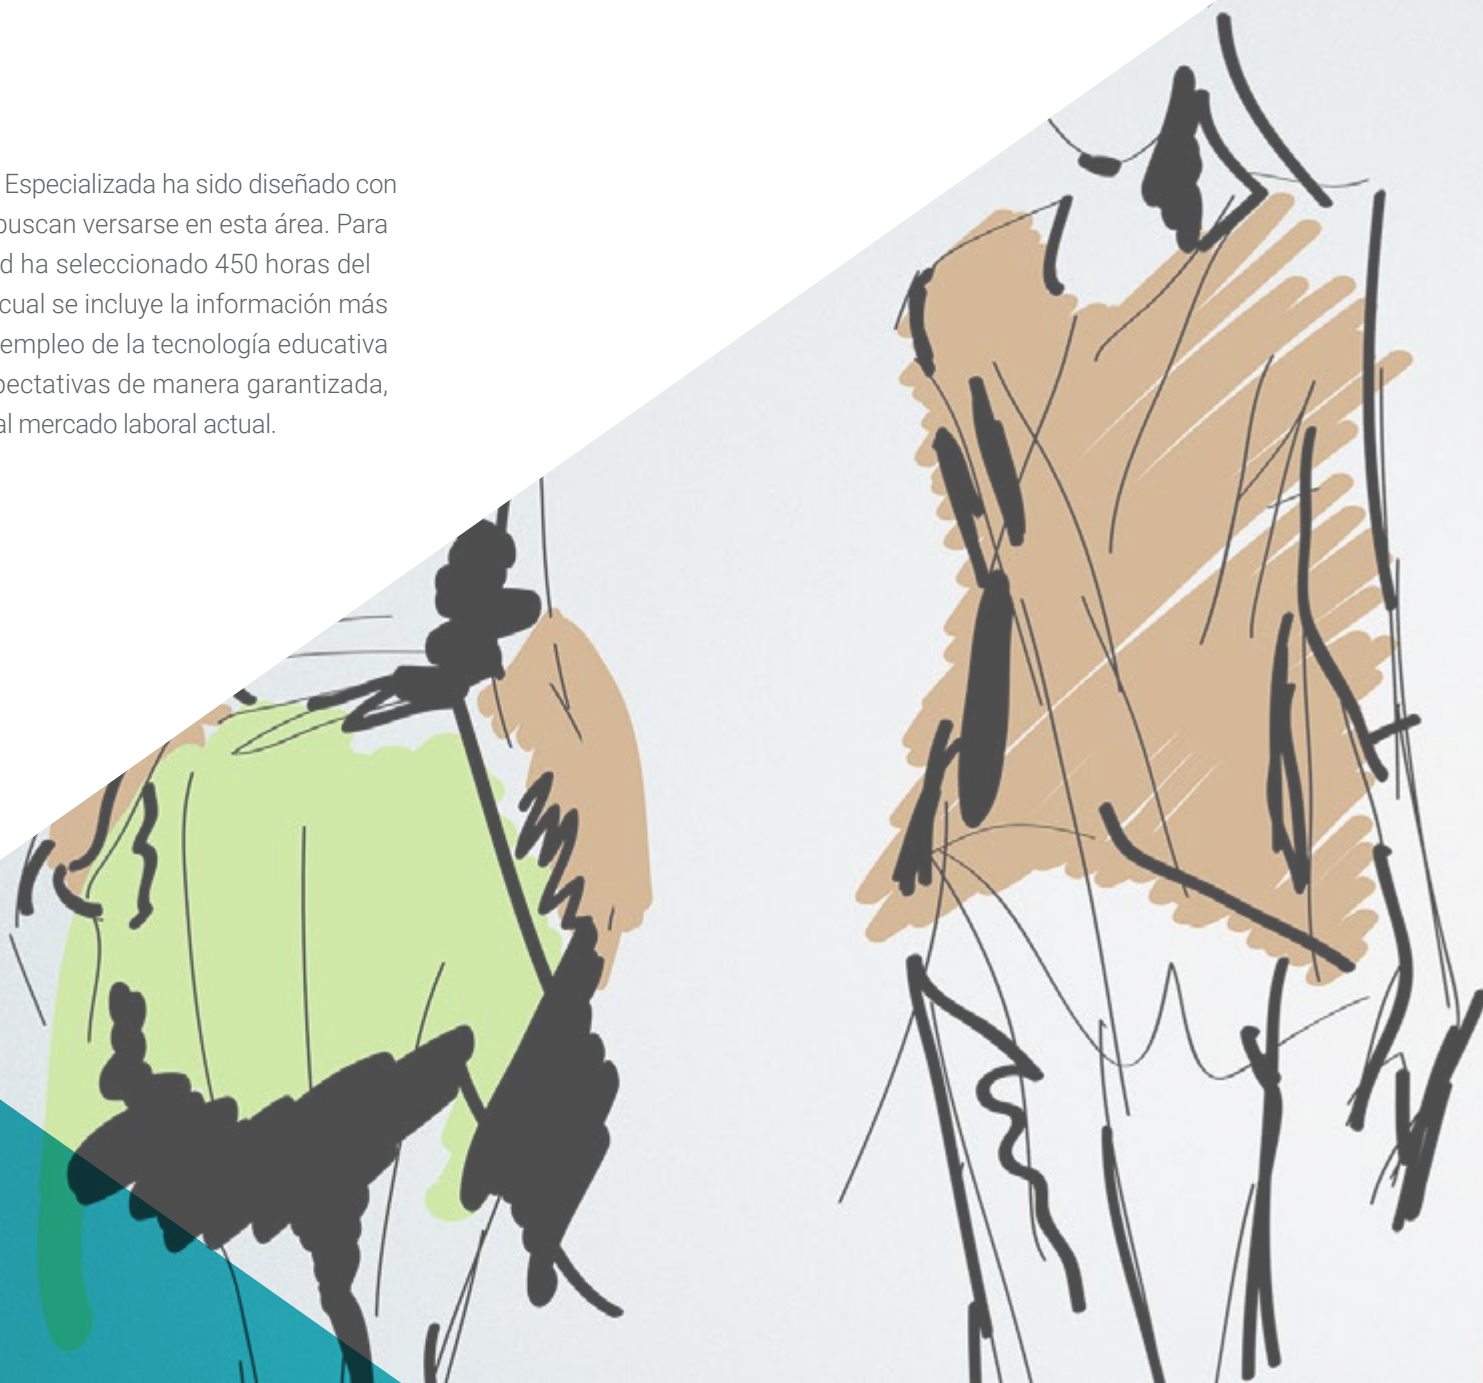 Especializada ha sido diseñado con
buscan versarse en esta área. Para
d ha seleccionado 450 horas del
cual se incluye la información más
empleo de la tecnología educativa
pectativas de manera garantizada,
al mercado laboral actual.